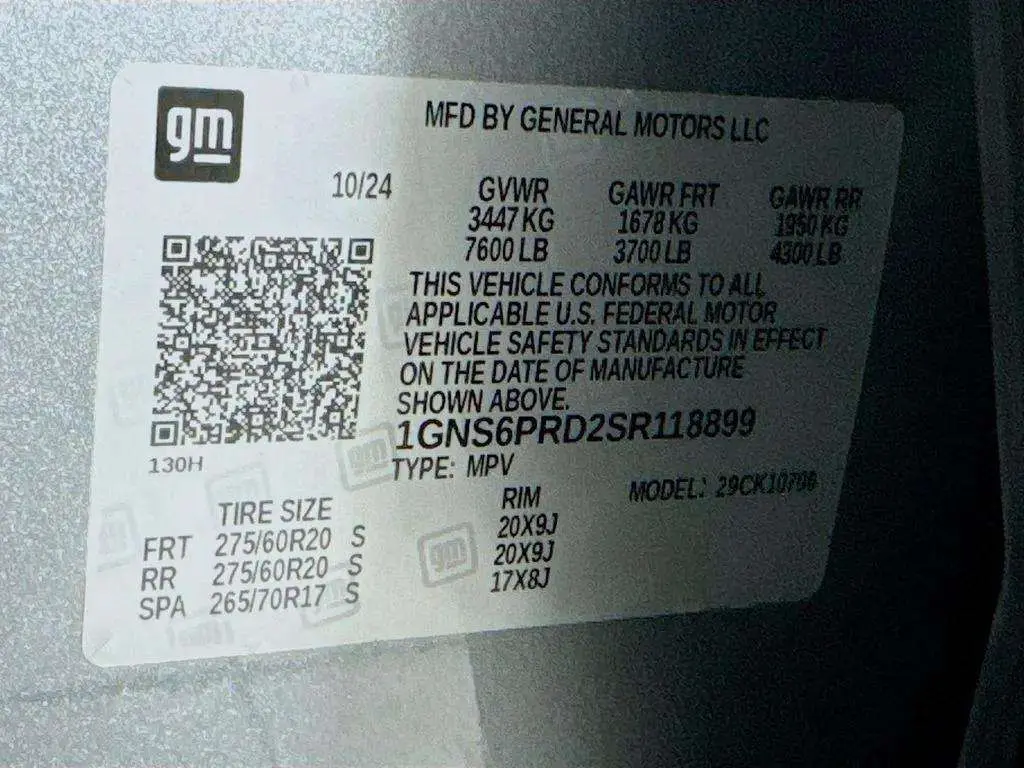 gm
MFD BY GENERAL MOTORS LLC
10/24
GVWR GAWR FRT GAWR RR
3447 KG 1678 KG 1950 KG
7600 LB 3700 LB 4300 LB
THIS VEHICLE CONFORMS TO ALL
APPLICABLE U.S. FEDERAL MOTOR
VEHICLE SAFETY STANDARDS IN EFFECT
ON THE DATE OF MANUFACTURE
SHOWN ABOVE.
1GNS6PRD2SR118899
130H
TYPE: MPV
MODEL: 29CK10706
TIRE SIZE RIM
FRT 275/60R20 S 20X9J
RR 275/60R20 S 20X9J
SPA 265/70R17 S 17X8J
gm
gm